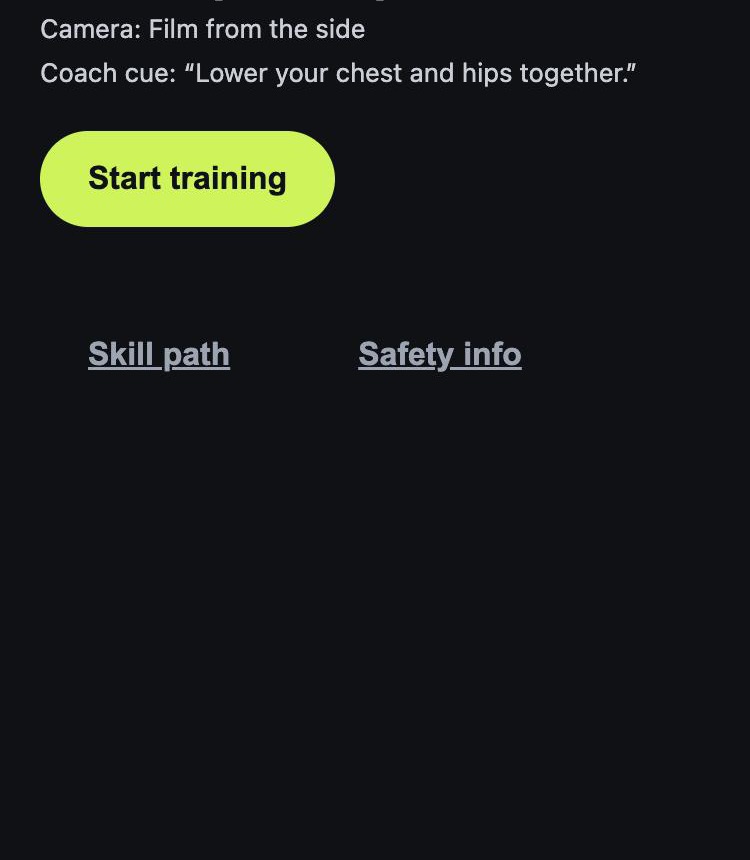 Camera: Film from the side
Coach cue: “Lower your chest and hips together.”
Start training
Skill path Safety info